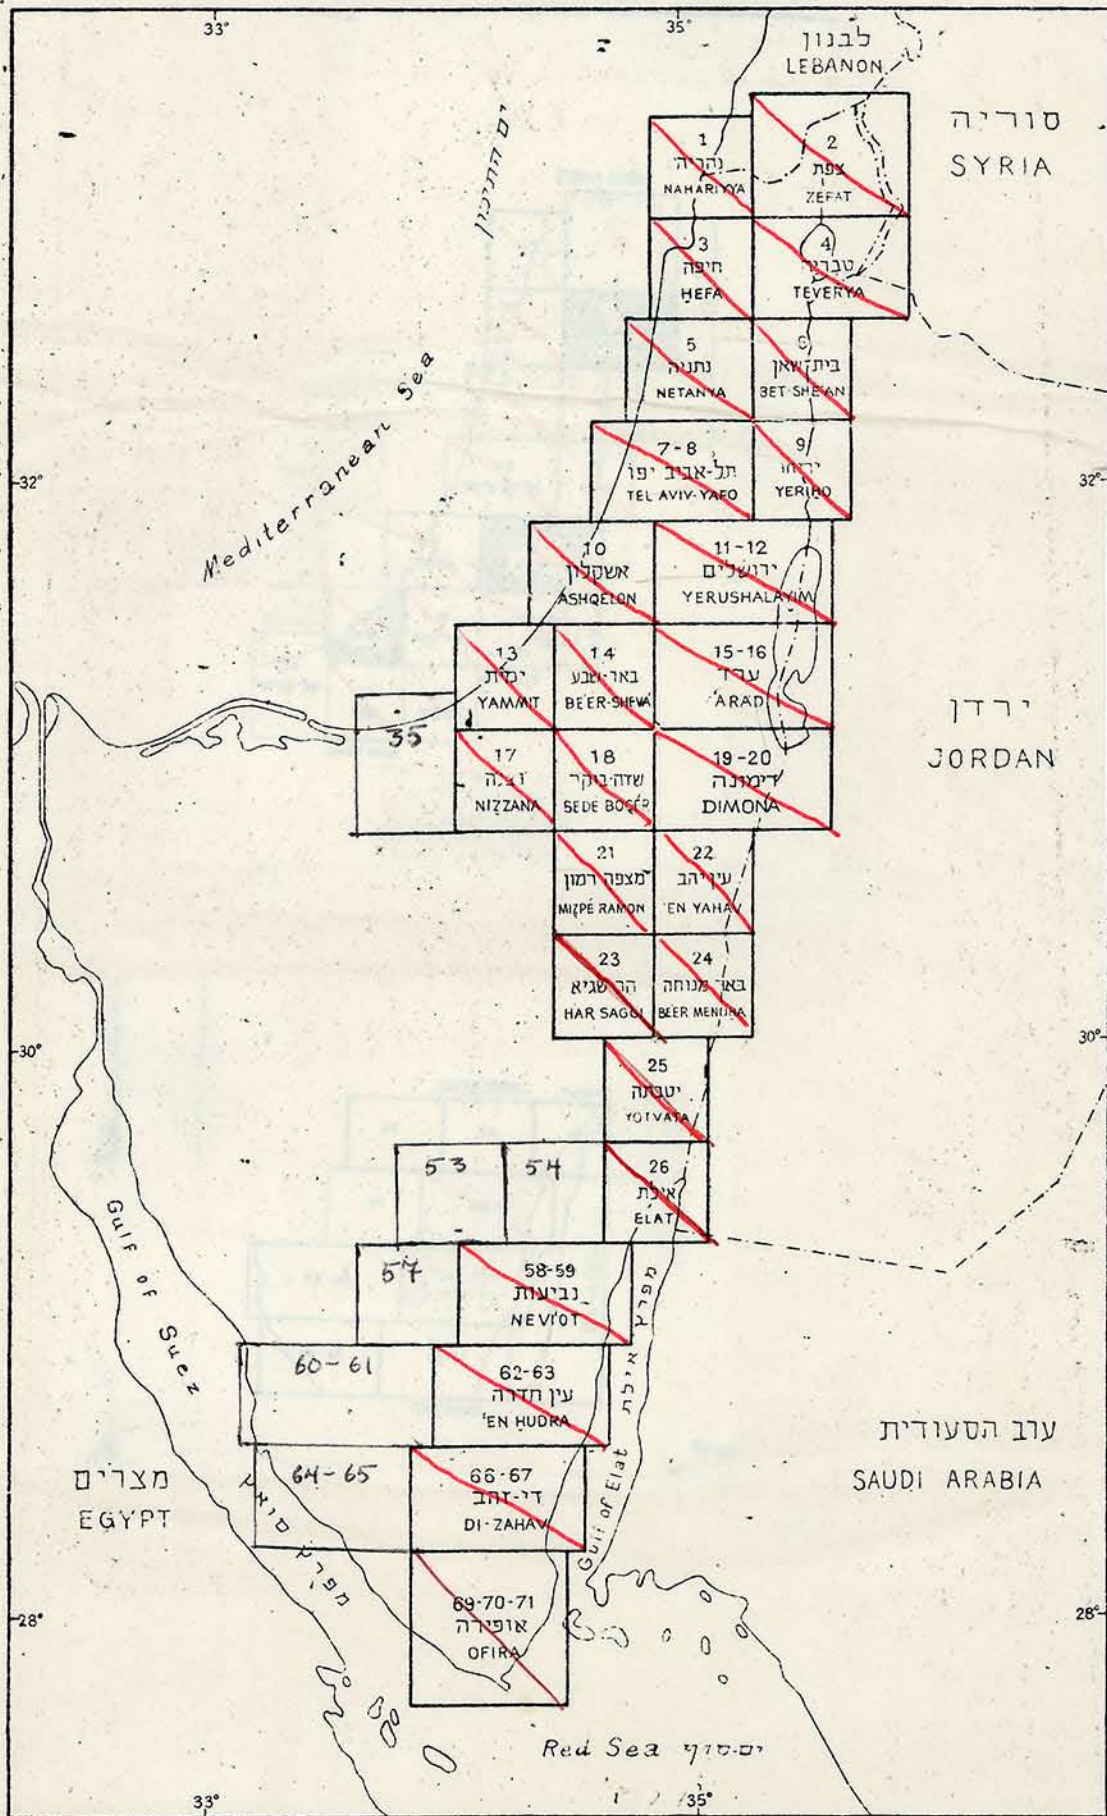 33°
35°
לבנון
LEBANON
סוריה
SYRIA
ים התיכון
Mediterranean Sea
1
נהריה
NAHARIYYA
2
צפת
ZEFAT
3
חיפה
HEFA
4
טבריה
TEVERYA
5
נתניה
NETANYA
6
בית-שאן
BET-SHE'AN
32°
32°
7-8
תל-אביב יפו
TEL AVIV-YAFO
9
יריחו
YERIHO
10
אשקלון
ASHQELON
11-12
ירושלים
YERUSHALAYIM
13
ימית
YAMMIT
14
באר-שבע
BE'ER-SHEVA
15-16
ערד
ARAD
ירדן
JORDAN
35
17
NIZZANA
18
שדה-בוקר
SEDE BOQER
19-20
דימונה
DIMONA
21
מצפה רמון
MIZPE RAMON
22
עין יהב
'EN YAHAV
23
הר שגיא
HAR SAGGI
24
באר מנוחה
BEER MENUHA
30°
30°
25
יטבתה
YOTVATA
53
54
26
אילת
ELAT
57
58-59
נביעות
NEVI'OT
מפרץ אילת
Gulf of Elat
Gulf of Suez
מפרץ סואץ
60-61
62-63
עין חדרה
'EN HUDRA
ערב הסעודית
SAUDI ARABIA
מצרים
EGYPT
64-65
66-67
די-זהב
DI-ZAHAV
28°
28°
69-70-71
אופירה
OFIRA
Red Sea ים-סוף
33°
35°